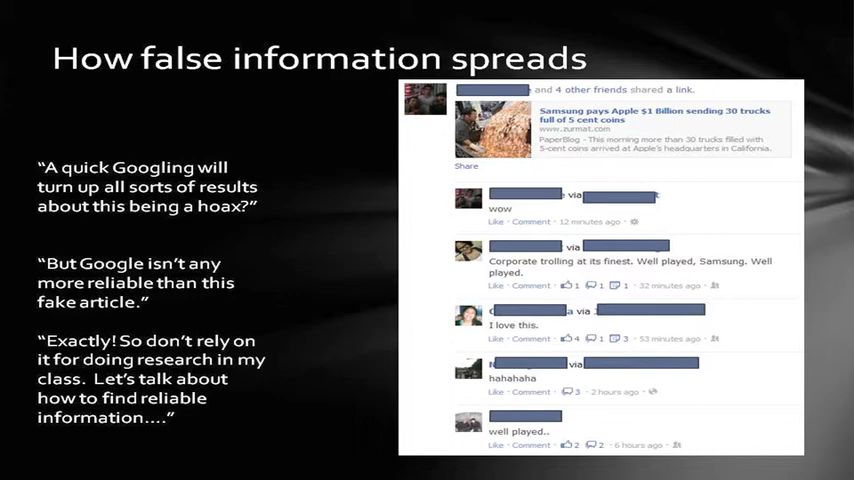 How false information spreads
"A quick Googling will
turn up all sorts of results
about this being a hoax?"
"But Google isn't any
more reliable than this
fake article."
"Exactly! So don't rely on
it for doing research in my
class. Let's talk about
how to find reliable
information...."
and 4 other friends shared a link.
Samsung pays Apple $1 Billion sending 30 trucks
full of 5 cent coins
www.zurmat.com
PaperBlog - This morning more than 30 trucks filled with
5-cent coins arrived at Apple's headquarters in California.
Share
via
wow
Like · Comment · 12 minutes ago ·
via
Corporate trolling at its finest. Well played, Samsung. Well
played.
Like · Comment · 1 1 1 · 32 minutes ago ·
a via
I love this.
Like · Comment · 4 1 3 · 53 minutes ago ·
via
hahahaha
Like · Comment · 3 · 2 hours ago ·
well played..
Like · Comment · 2 2 · 6 hours ago ·